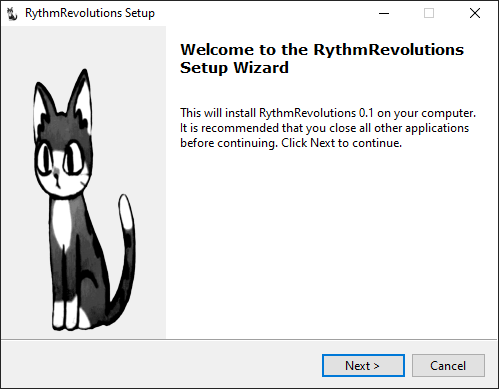 RythmRevolutions Setup
Welcome to the RythmRevolutions
Setup Wizard
This will install RythmRevolutions 0.1 on your computer.
It is recommended that you close all other applications
before continuing. Click Next to continue.
Next >
Cancel